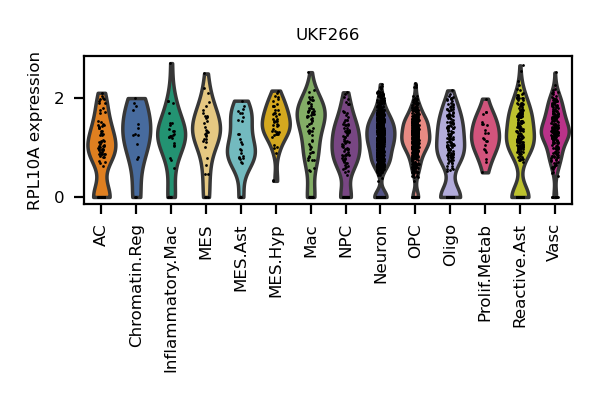 UKF266
RPL10A expression
2
0
AC
Chromatin.Reg
Inflammatory.Mac
MES
MES.Ast
MES.Hyp
Mac
NPC
Neuron
OPC
Oligo
Prolif.Metab
Reactive.Ast
Vasc